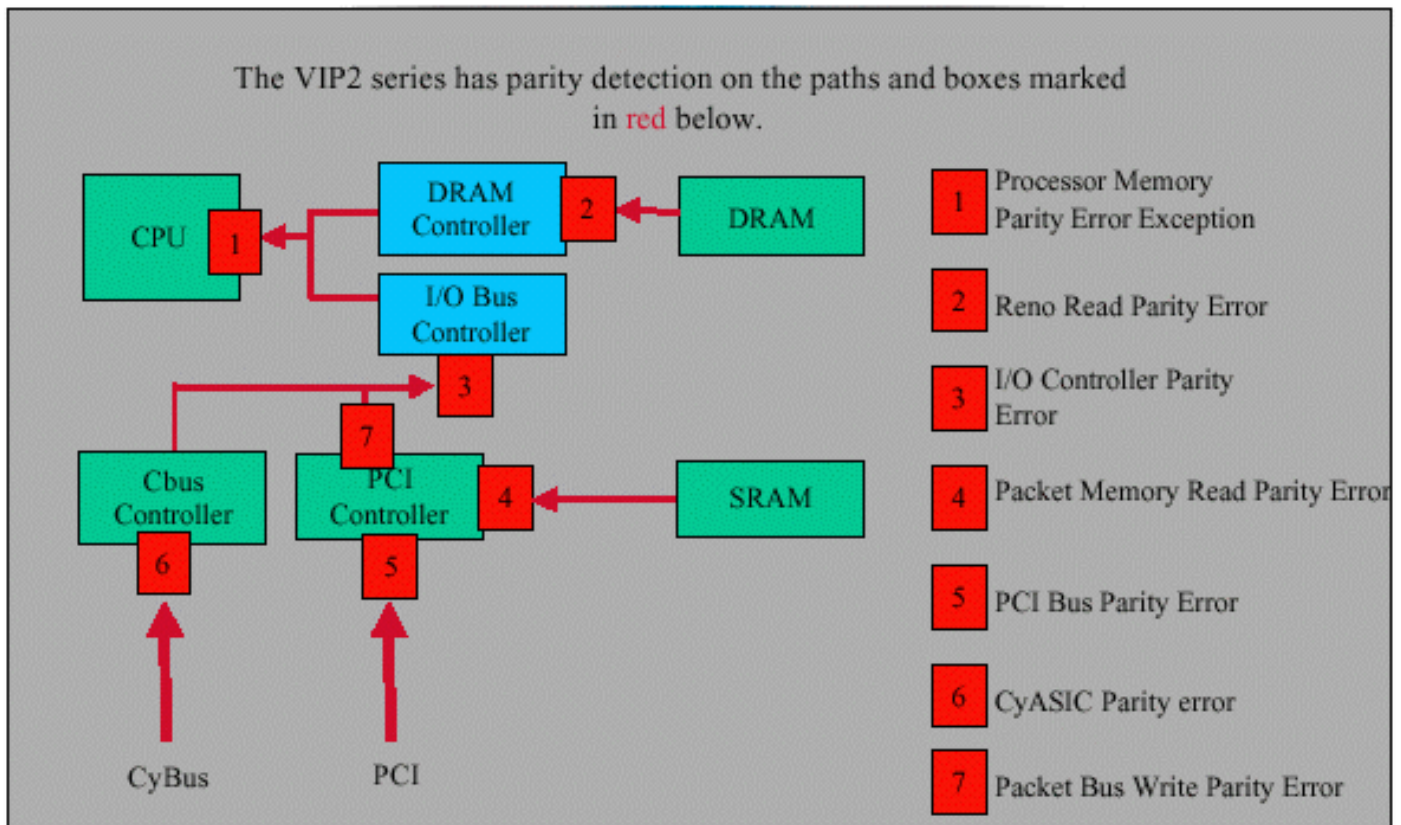 The VIP2 series has parity detection on the paths and boxes marked
in red below.
CPU
1
DRAM
Controller
2
DRAM
I/O Bus
Controller
3
7
Cbus
Controller
6
PCI
Controller
4
5
SRAM
CyBus
PCI
1
Processor Memory
Parity Error Exception
2
Reno Read Parity Error
3
I/O Controller Parity
Error
4
Packet Memory Read Parity Error
5
PCI Bus Parity Error
6
CyASIC Parity error
7
Packet Bus Write Parity Error